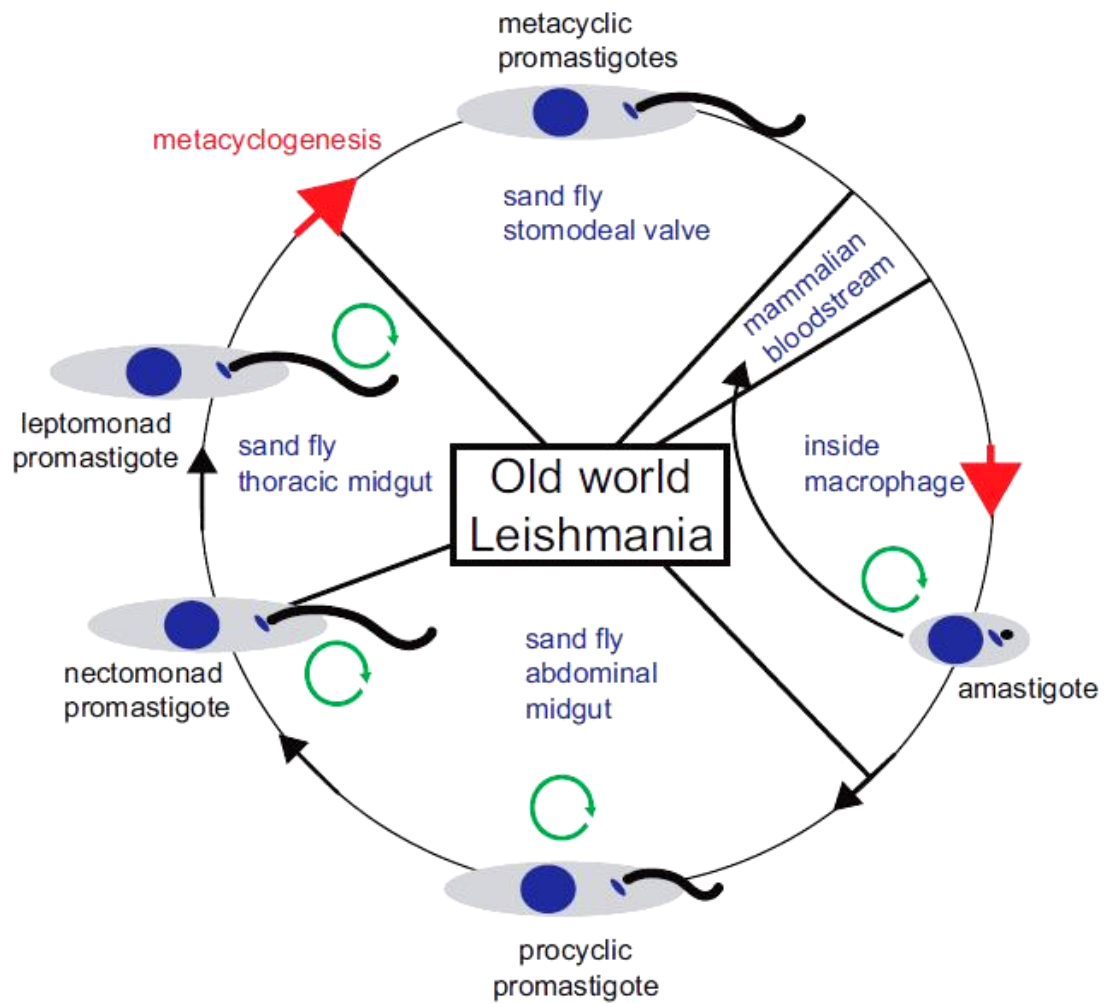 metacyclic
promastigotes
metacyclogenesis
sand fly
stomodeal valve
mammalian
bloodstream
leptomonad
promastigote
sand fly
thoracic midgut
Old world
Leishmania
inside
macrophage
nectomonad
promastigote
sand fly
abdominal
midgut
amastigote
procyclic
promastigote